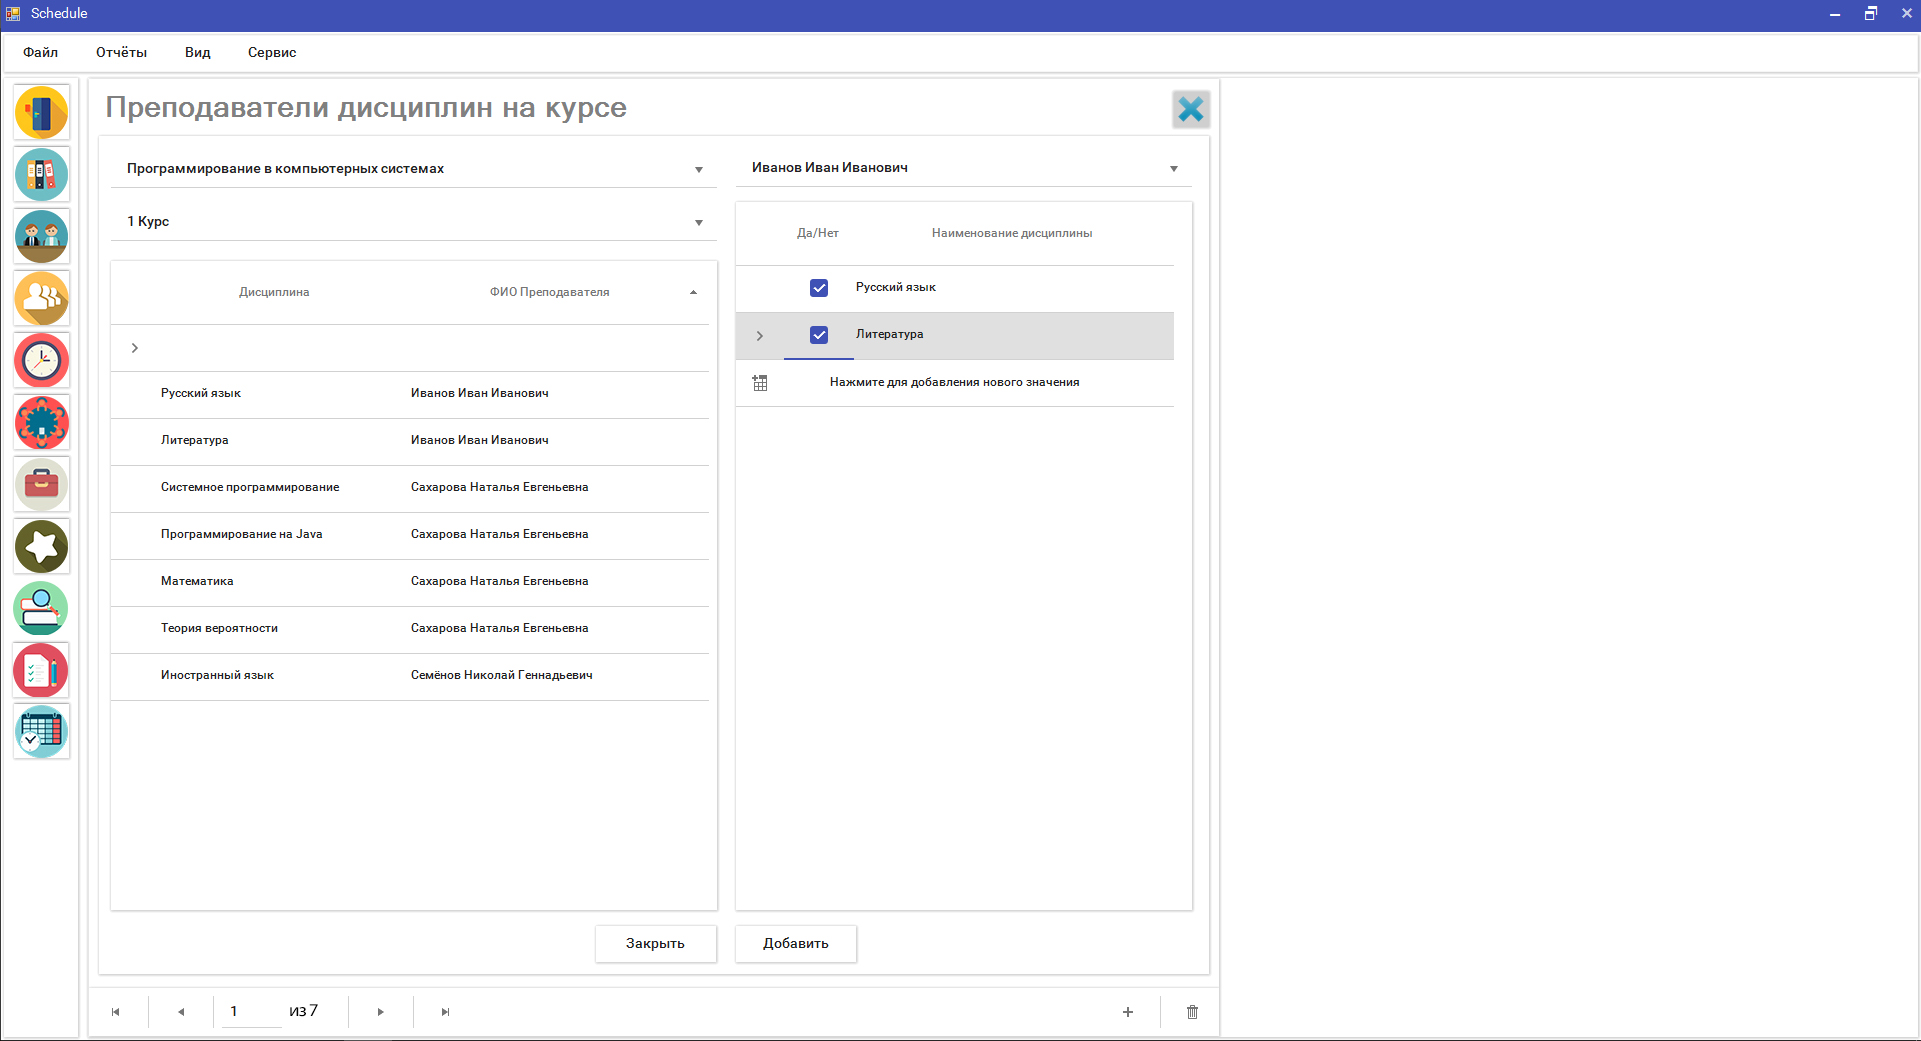 Schedule
Файл Отчёты Вид Сервис
Преподаватели дисциплин на курсе
Программирование в компьютерных системах
1 Курс
Дисциплина ФИО Преподавателя
Русский язык Иванов Иван Иванович
Литература Иванов Иван Иванович
Системное программирование Сахарова Наталья Евгеньевна
Программирование на Java Сахарова Наталья Евгеньевна
Математика Сахарова Наталья Евгеньевна
Теория вероятности Сахарова Наталья Евгеньевна
Иностранный язык Семёнов Николай Геннадьевич
Закрыть
Иванов Иван Иванович
Да/Нет Наименование дисциплины
Русский язык
Литература
Нажмите для добавления нового значения
Добавить
1 из 7